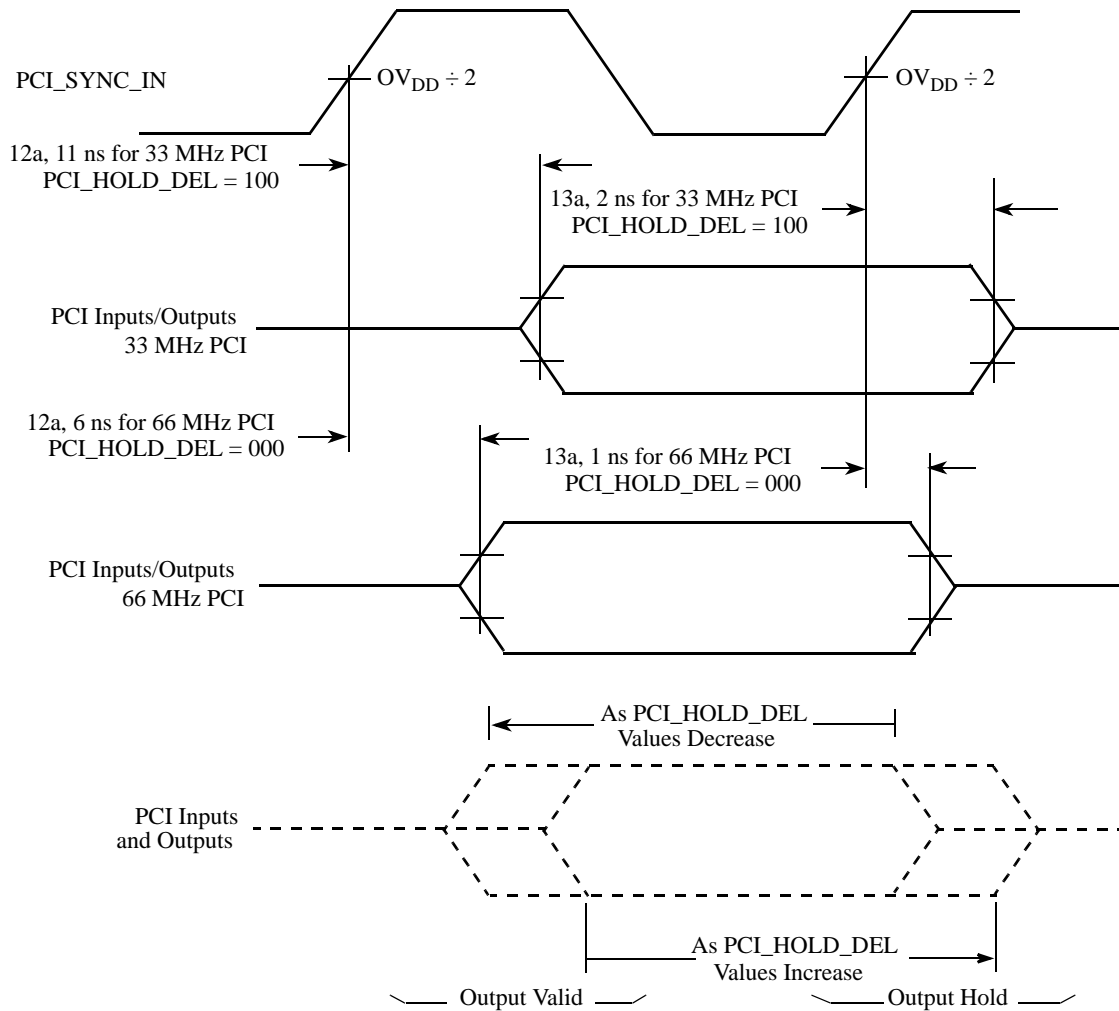 PCI_SYNC_IN
OV_DD ÷ 2
OV_DD ÷ 2
12a, 11 ns for 33 MHz PCI
PCI_HOLD_DEL = 100
13a, 2 ns for 33 MHz PCI
PCI_HOLD_DEL = 100
PCI Inputs/Outputs
33 MHz PCI
12a, 6 ns for 66 MHz PCI
PCI_HOLD_DEL = 000
13a, 1 ns for 66 MHz PCI
PCI_HOLD_DEL = 000
PCI Inputs/Outputs
66 MHz PCI
As PCI_HOLD_DEL
Values Decrease
PCI Inputs
and Outputs
As PCI_HOLD_DEL
Values Increase
Output Valid
Output Hold